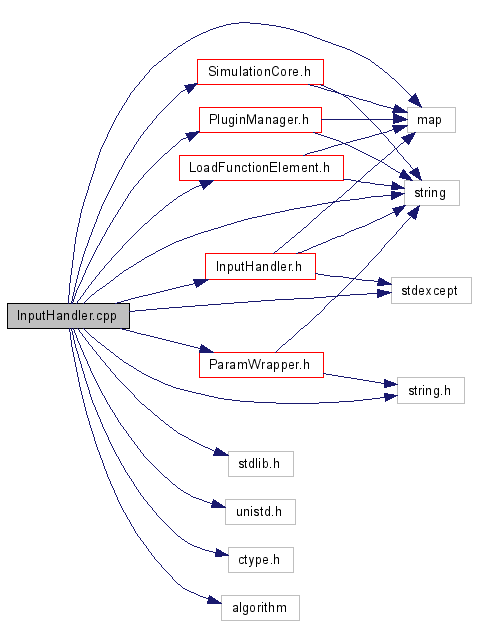 SimulationCore.h
PluginManager.h
map
LoadFunctionElement.h
string
InputHandler.h
stdexcept
InputHandler.cpp
ParamWrapper.h
string.h
stdlib.h
unistd.h
ctype.h
algorithm